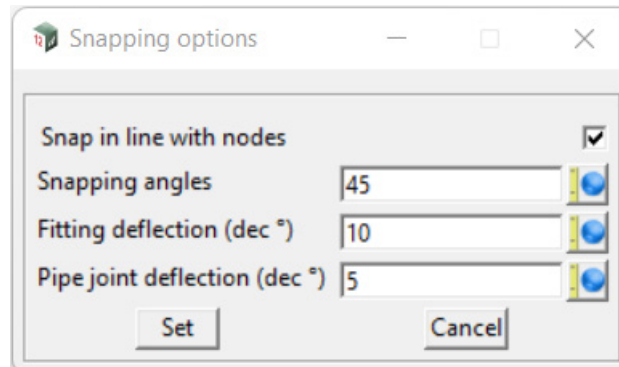 Snapping options
Snap in line with nodes
Snapping angles 45
Fitting deflection (dec °) 10
Pipe joint deflection (dec °) 5
Set Cancel